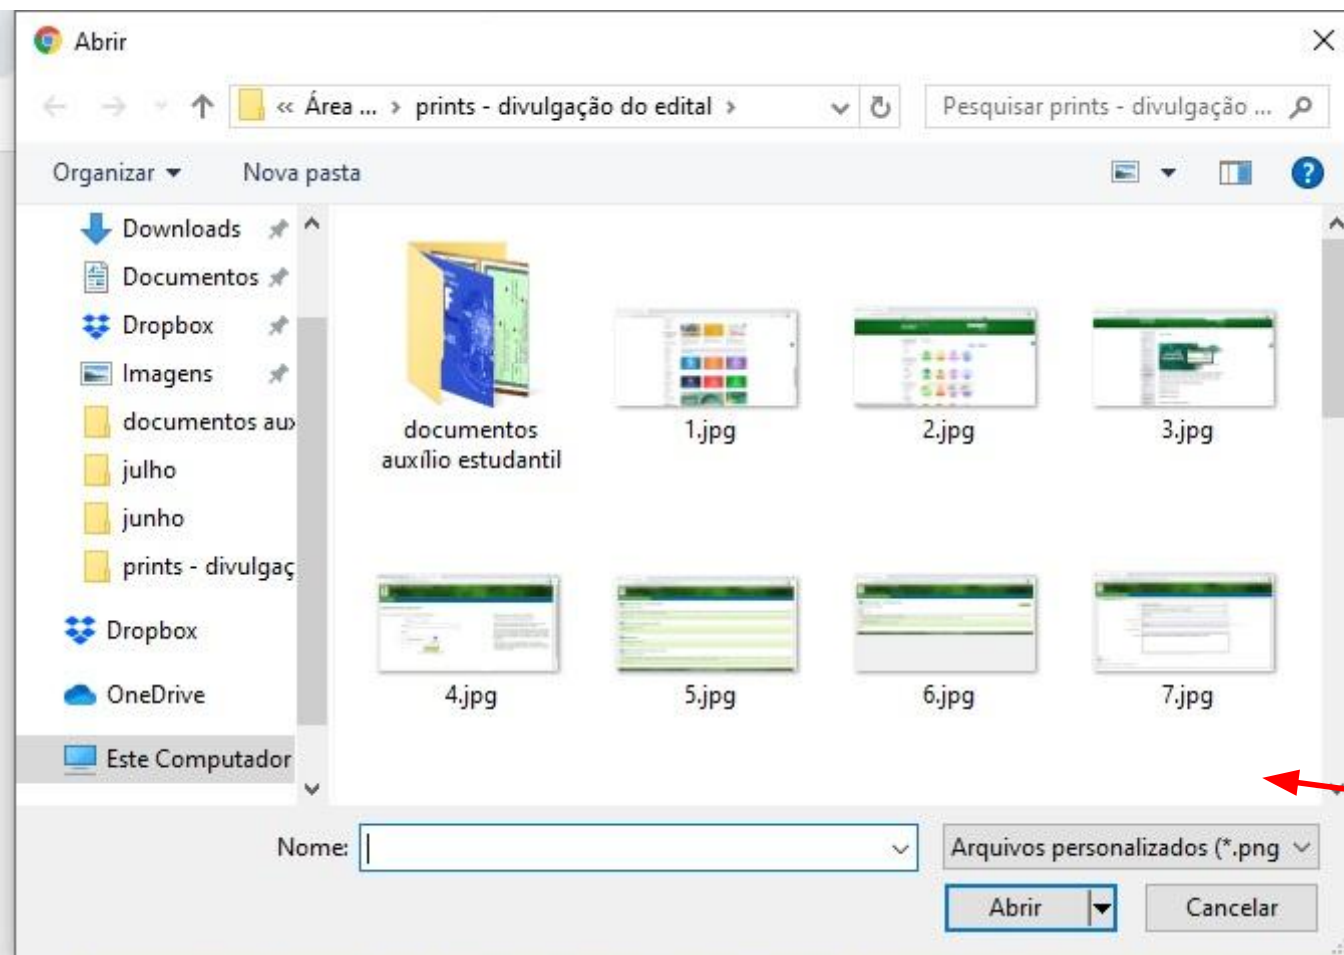 Abrir
« Área ... › prints - divulgação do edital ›
Pesquisar prints - divulgação ...
Organizar
Nova pasta
?
Downloads
Documentos
Dropbox
Imagens
documentos aux
julho
junho
prints - divulgaç
Dropbox
OneDrive
Este Computador
documentos
auxílio estudantil
1.jpg
2.jpg
3.jpg
4.jpg
5.jpg
6.jpg
7.jpg
Nome:
Arquivos personalizados (*.png
Abrir
Cancelar